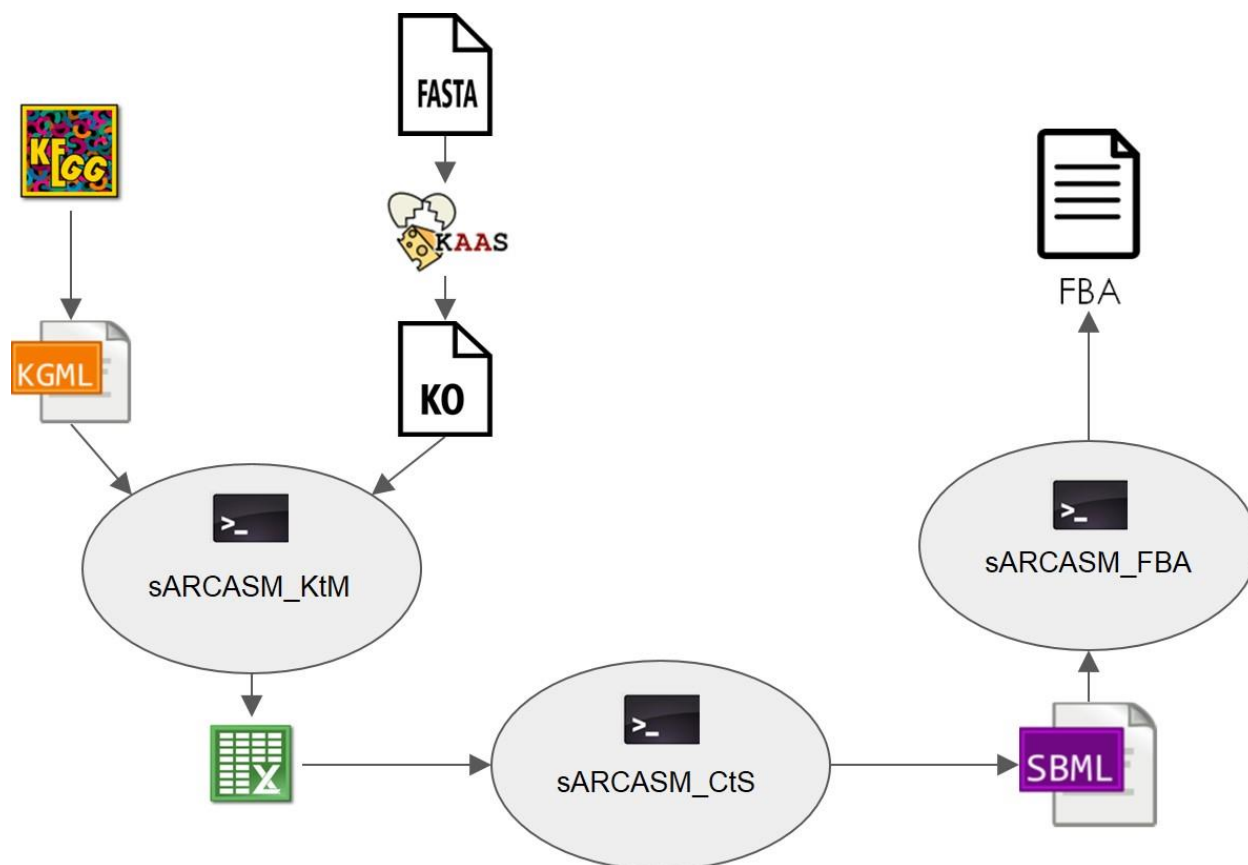 FASTA
KEGG
KAAS
KGML
KO
FBA
>_
sARCASM_KtM
>_
sARCASM_FBA
>_
sARCASM_CtS
X
SBML